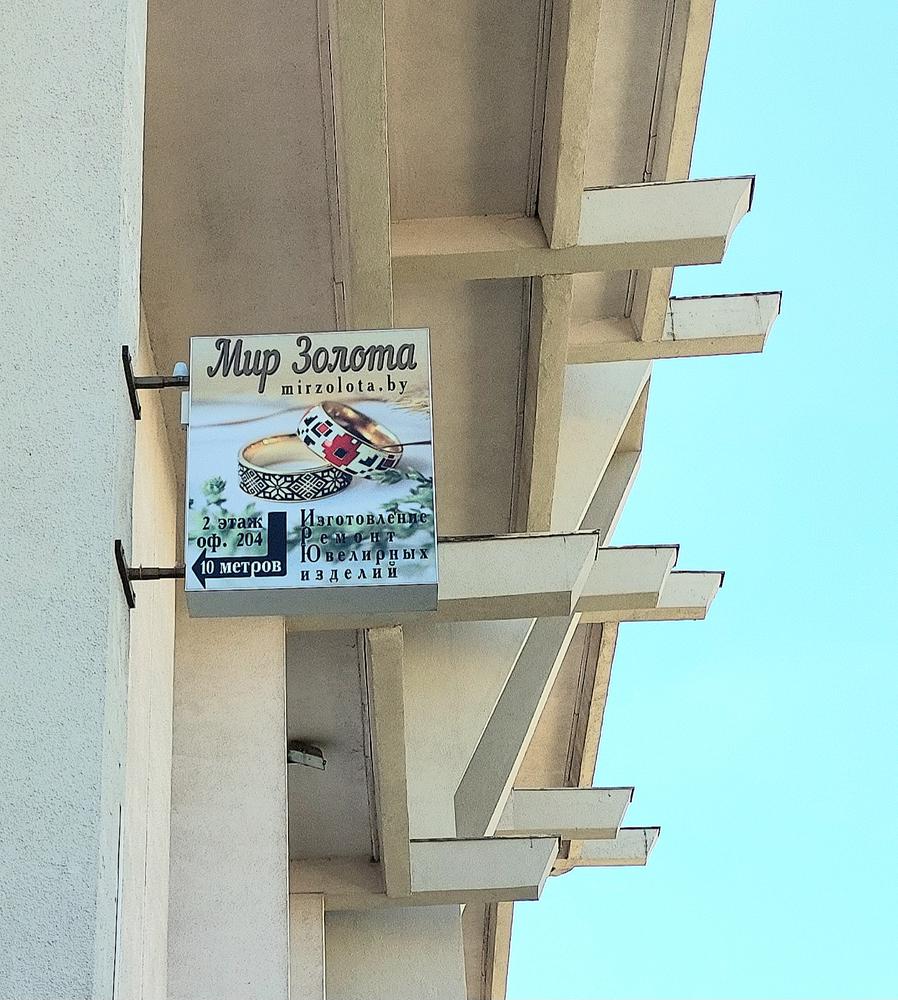 Мир Золота
mirzolota.by
2 этаж
оф. 204
10 метров
Изготовление
Ремонт
Ювелирных
изделий